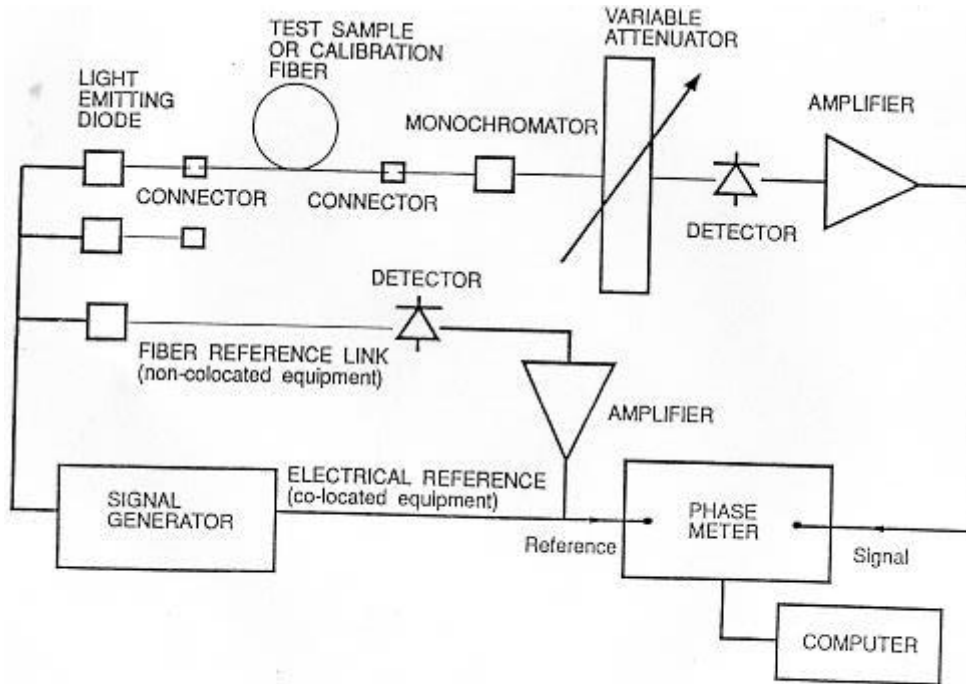 TEST SAMPLE
OR CALIBRATION
FIBER
VARIABLE
ATTENUATOR
LIGHT
EMITTING
DIODE
MONOCHROMATOR
AMPLIFIER
CONNECTOR
CONNECTOR
DETECTOR
DETECTOR
FIBER REFERENCE LINK
(non-colocated equipment)
AMPLIFIER
ELECTRICAL REFERENCE
(co-located equipment)
SIGNAL
GENERATOR
PHASE
METER
Reference
Signal
COMPUTER